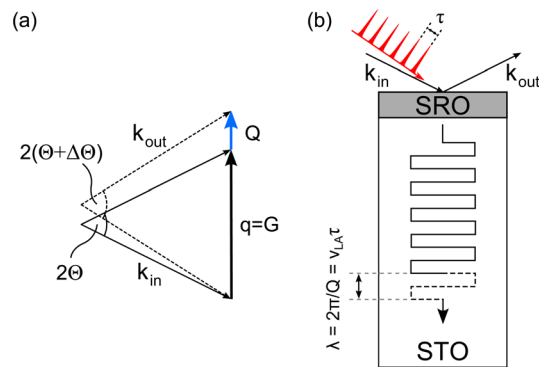 (a)
(b)
τ
k_in
k_out
SRO
k_out
Q
2(Θ+ΔΘ)
q=G
2Θ
k_in
λ = 2π/Q = v_LA τ
STO